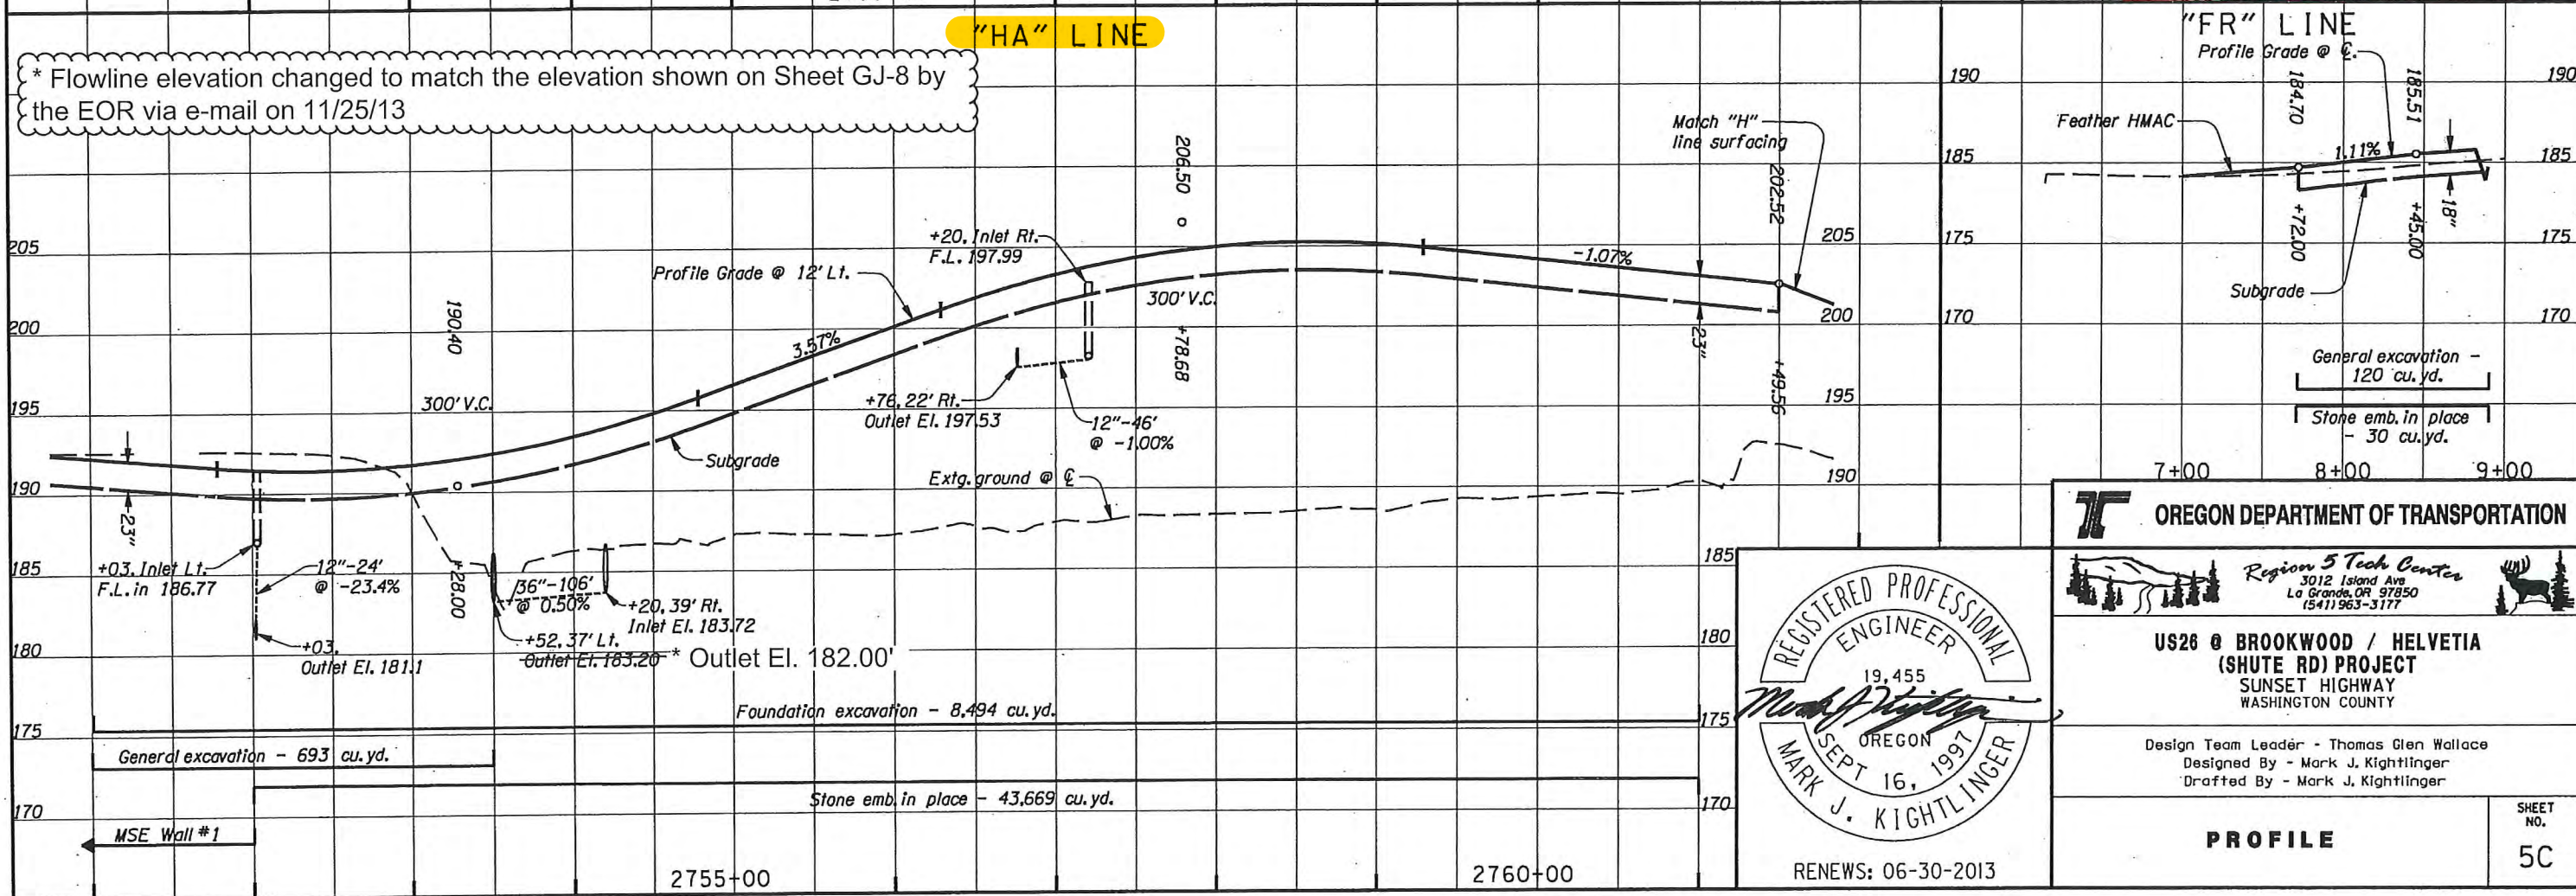 "HA" LINE
"FR" LINE
Profile Grade @ ℄
* Flowline elevation changed to match the elevation shown on Sheet GJ-8 by
the EOR via e-mail on 11/25/13
190
190
184.70
185.51
Match "H"
line surfacing
Feather HMAC
1.11%
185
185
206.50
202.52
+20, Inlet Rt.
F.L. 197.99
+72.00
+45.00
18"
205
205
175
175
Profile Grade @ 12' Lt.
-1.07%
Subgrade
190.40
300' V.C.
200
200
170
170
3.57%
+78.68
23"
+49.56
General excavation -
120 cu. yd.
300' V.C.
195
195
+76, 22' Rt.
Outlet El. 197.53
12"-46'
@ -1.00%
Stone emb. in place
- 30 cu. yd.
Subgrade
7+00
8+00
9+00
190
190
Extg. ground @ ℄
23"
OREGON DEPARTMENT OF TRANSPORTATION
185
185
+03, Inlet Lt.
F.L. in 186.77
12"-24'
@ -23.4%
+28.00
36"-106'
@ 0.50%
+20, 39' Rt.
Inlet El. 183.72
Region 5 Tech Center
3012 Island Ave
La Grande, OR 97850
(541) 963-3177
180
180
+03,
Outlet El. 181.1
+52, 37' Lt.
Outlet El. 183.20 * Outlet El. 182.00'
US26 @ BROOKWOOD / HELVETIA
(SHUTE RD) PROJECT
SUNSET HIGHWAY
WASHINGTON COUNTY
REGISTERED PROFESSIONAL
ENGINEER
19,455
OREGON
SEPT 16, 1997
MARK J. KIGHTLINGER
RENEWS: 06-30-2013
Foundation excavation - 8,494 cu. yd.
175
175
General excavation - 693 cu. yd.
Design Team Leader - Thomas Glen Wallace
Designed By - Mark J. Kightlinger
Drafted By - Mark J. Kightlinger
Stone emb. in place - 43,669 cu. yd.
170
170
MSE Wall #1
2755+00
2760+00
PROFILE
SHEET
NO.
5C